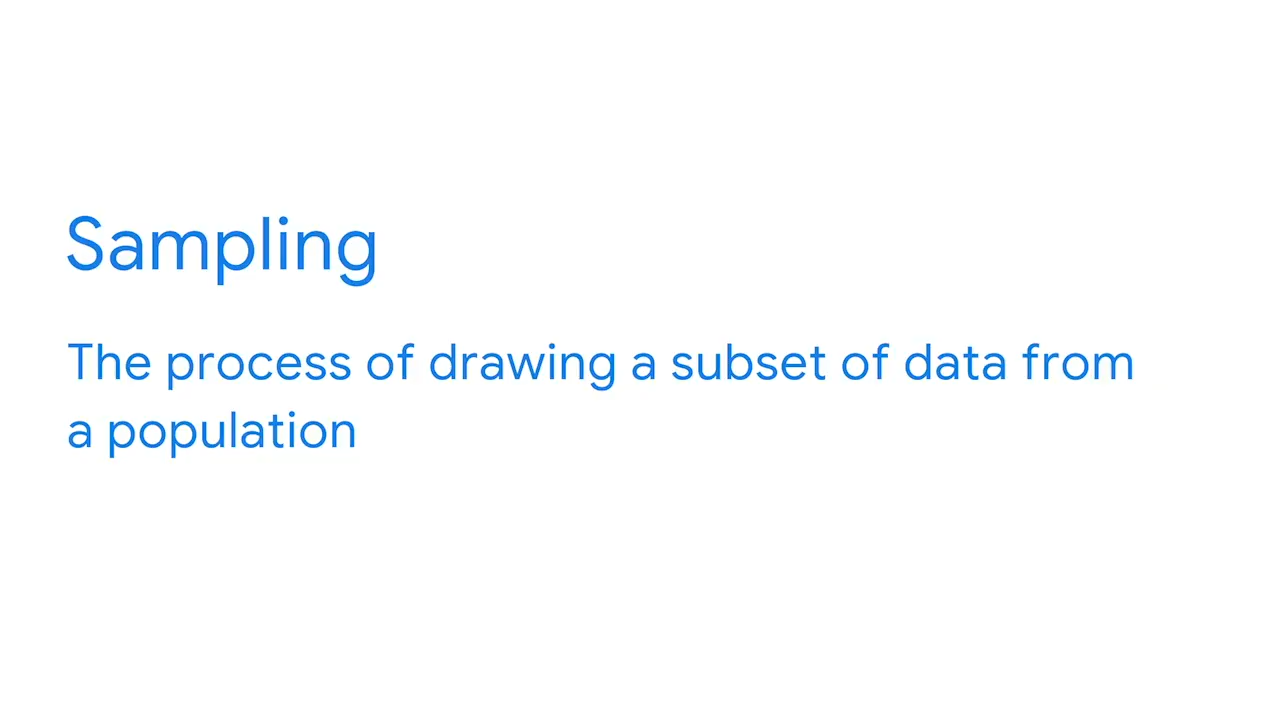 Sampling
The process of drawing a subset of data from
a population